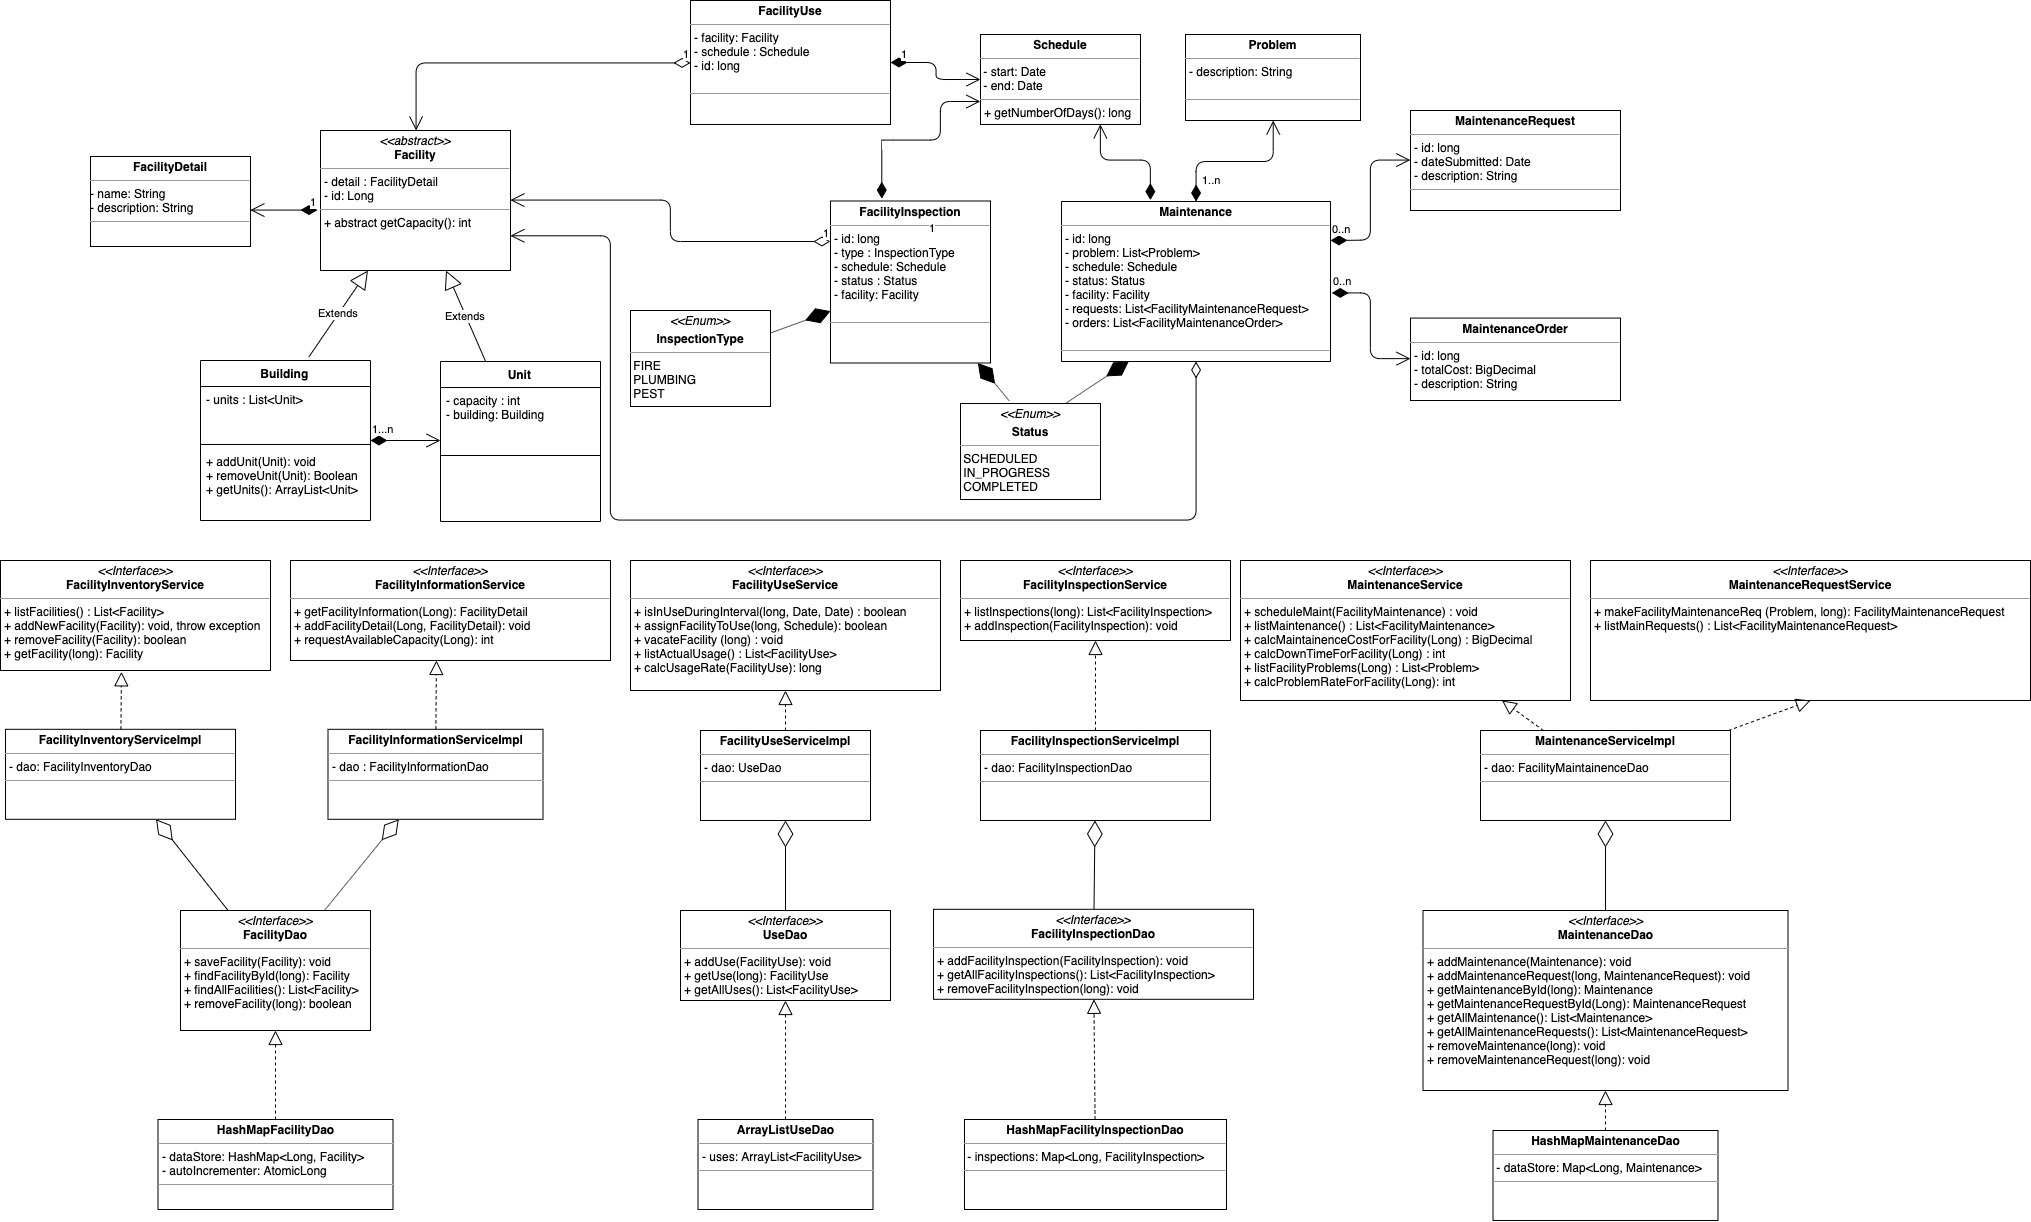 FacilityUse
- facility: Facility
- schedule : Schedule
- id: long
1
1
Schedule
- start: Date
- end: Date
+ getNumberOfDays(): long
Problem
- description: String
MaintenanceRequest
- id: long
- dateSubmitted: Date
- description: String
FacilityDetail
- name: String
- description: String
1
<<abstract>>
Facility
- detail : FacilityDetail
- id: Long
+ abstract getCapacity(): int
1
FacilityInspection
1
- id: long
- type : InspectionType
- schedule: Schedule
- status : Status
- facility: Facility
1..n
Maintenance
- id: long
- problem: List<Problem>
- schedule: Schedule
- status: Status
- facility: Facility
- requests: List<FacilityMaintenanceRequest>
- orders: List<FacilityMaintenanceOrder>
0..n
0..n
MaintenanceOrder
- id: long
- totalCost: BigDecimal
- description: String
Extends
Extends
<<Enum>>
InspectionType
FIRE
PLUMBING
PEST
Building
- units : List<Unit>
+ addUnit(Unit): void
+ removeUnit(Unit): Boolean
+ getUnits(): ArrayList<Unit>
1...n
Unit
- capacity : int
- building: Building
<<Enum>>
Status
SCHEDULED
IN_PROGRESS
COMPLETED
<<Interface>>
FacilityInventoryService
+ listFacilities() : List<Facility>
+ addNewFacility(Facility): void, throw exception
+ removeFacility(Facility): boolean
+ getFacility(long): Facility
<<Interface>>
FacilityInformationService
+ getFacilityInformation(Long): FacilityDetail
+ addFacilityDetail(Long, FacilityDetail): void
+ requestAvailableCapacity(Long): int
<<Interface>>
FacilityUseService
+ isInUseDuringInterval(long, Date, Date) : boolean
+ assignFacilityToUse(long, Schedule): boolean
+ vacateFacility (long) : void
+ listActualUsage() : List<FacilityUse>
+ calcUsageRate(FacilityUse): long
<<Interface>>
FacilityInspectionService
+ listInspections(long): List<FacilityInspection>
+ addInspection(FacilityInspection): void
<<Interface>>
MaintenanceService
+ scheduleMaint(FacilityMaintenance) : void
+ listMaintenance() : List<FacilityMaintenance>
+ calcMaintainenceCostForFacility(Long) : BigDecimal
+ calcDownTimeForFacility(Long) : int
+ listFacilityProblems(Long) : List<Problem>
+ calcProblemRateForFacility(Long): int
<<Interface>>
MaintenanceRequestService
+ makeFacilityMaintenanceReq (Problem, long): FacilityMaintenanceRequest
+ listMainRequests() : List<FacilityMaintenanceRequest>
FacilityInventoryServiceImpl
- dao: FacilityInventoryDao
FacilityInformationServiceImpl
- dao : FacilityInformationDao
FacilityUseServiceImpl
- dao: UseDao
FacilityInspectionServiceImpl
- dao: FacilityInspectionDao
MaintenanceServiceImpl
- dao: FacilityMaintainenceDao
<<Interface>>
FacilityDao
+ saveFacility(Facility): void
+ findFacilityById(long): Facility
+ findAllFacilities(): List<Facility>
+ removeFacility(long): boolean
<<Interface>>
UseDao
+ addUse(FacilityUse): void
+ getUse(long): FacilityUse
+ getAllUses(): List<FacilityUse>
<<Interface>>
FacilityInspectionDao
+ addFacilityInspection(FacilityInspection): void
+ getAllFacilityInspections(): List<FacilityInspection>
+ removeFacilityInspection(long): void
<<Interface>>
MaintenanceDao
+ addMaintenance(Maintenance): void
+ addMaintenanceRequest(long, MaintenanceRequest): void
+ getMaintenanceById(long): Maintenance
+ getMaintenanceRequestById(Long): MaintenanceRequest
+ getAllMaintenance(): List<Maintenance>
+ getAllMaintenanceRequests(): List<MaintenanceRequest>
+ removeMaintenance(long): void
+ removeMaintenanceRequest(long): void
HashMapFacilityDao
- dataStore: HashMap<Long, Facility>
- autoIncrementer: AtomicLong
ArrayListUseDao
- uses: ArrayList<FacilityUse>
HashMapFacilityInspectionDao
- inspections: Map<Long, FacilityInspection>
HashMapMaintenanceDao
- dataStore: Map<Long, Maintenance>